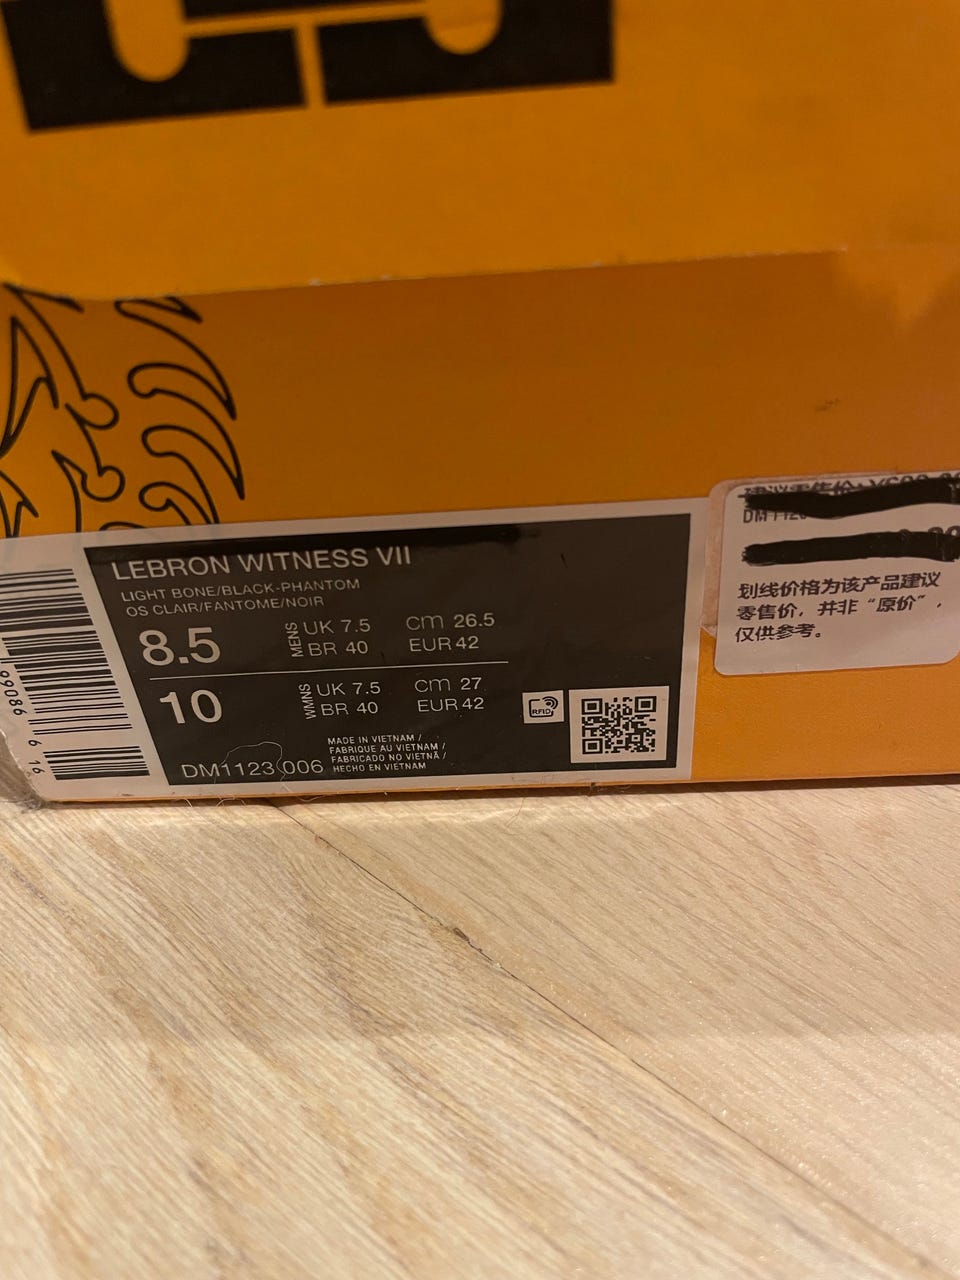 LEBRON WITNESS VII
LIGHT BONE/BLACK-PHANTOM
OS CLAIR/FANTOME/NOIR
8.5
MENS
UK 7.5
BR 40
cm 26.5
EUR 42
10
WMNS
UK 7.5
BR 40
cm 27
EUR 42
RFID
MADE IN VIETNAM /
FABRIQUE AU VIETNAM /
FABRICADO NO VIETNÃ /
HECHO EN VIETNAM
DM1123 006
99086 6 16
划线价格为该产品建议
零售价，并非“原价”，
仅供参考。